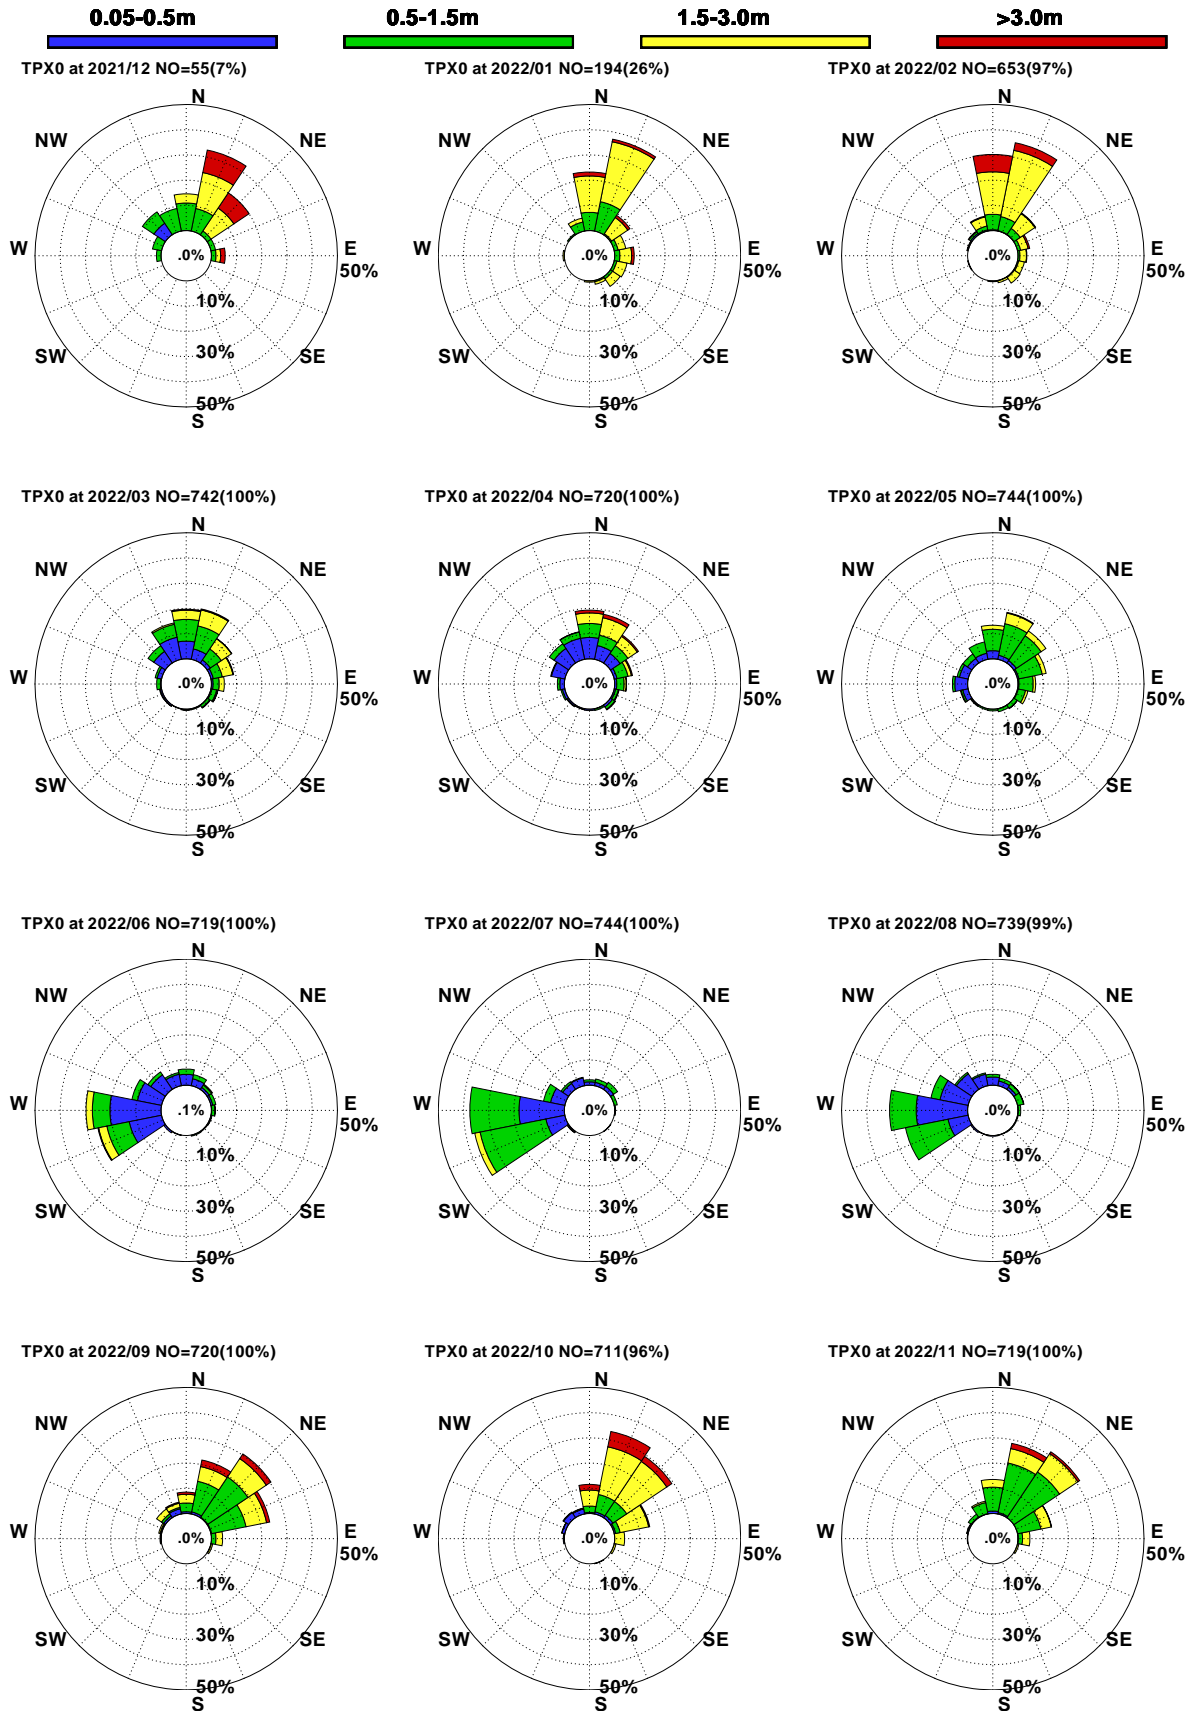 0.05-0.5m 0.5-1.5m 1.5-3.0m >3.0m
TPX0 at 2021/12 NO=55(7%) TPX0 at 2022/01 NO=194(26%) TPX0 at 2022/02 NO=653(97%)
N N N
NW NE NW NE NW NE
W .0% E W .0% E W .0% E
50% 50% 50%
10% 10% 10%
SW 30% SE SW 30% SE SW 30% SE
50% 50% 50%
S S S
TPX0 at 2022/03 NO=742(100%) TPX0 at 2022/04 NO=720(100%) TPX0 at 2022/05 NO=744(100%)
N N N
NW NE NW NE NW NE
W .0% E W .0% E W .0% E
50% 50% 50%
10% 10% 10%
SW 30% SE SW 30% SE SW 30% SE
50% 50% 50%
S S S
TPX0 at 2022/06 NO=719(100%) TPX0 at 2022/07 NO=744(100%) TPX0 at 2022/08 NO=739(99%)
N N N
NW NE NW NE NW NE
W .1% E W .0% E W .0% E
50% 50% 50%
10% 10% 10%
SW 30% SE SW 30% SE SW 30% SE
50% 50% 50%
S S S
TPX0 at 2022/09 NO=720(100%) TPX0 at 2022/10 NO=711(96%) TPX0 at 2022/11 NO=719(100%)
N N N
NW NE NW NE NW NE
W .0% E W .0% E W .0% E
50% 50% 50%
10% 10% 10%
SW 30% SE SW 30% SE SW 30% SE
50% 50% 50%
S S S